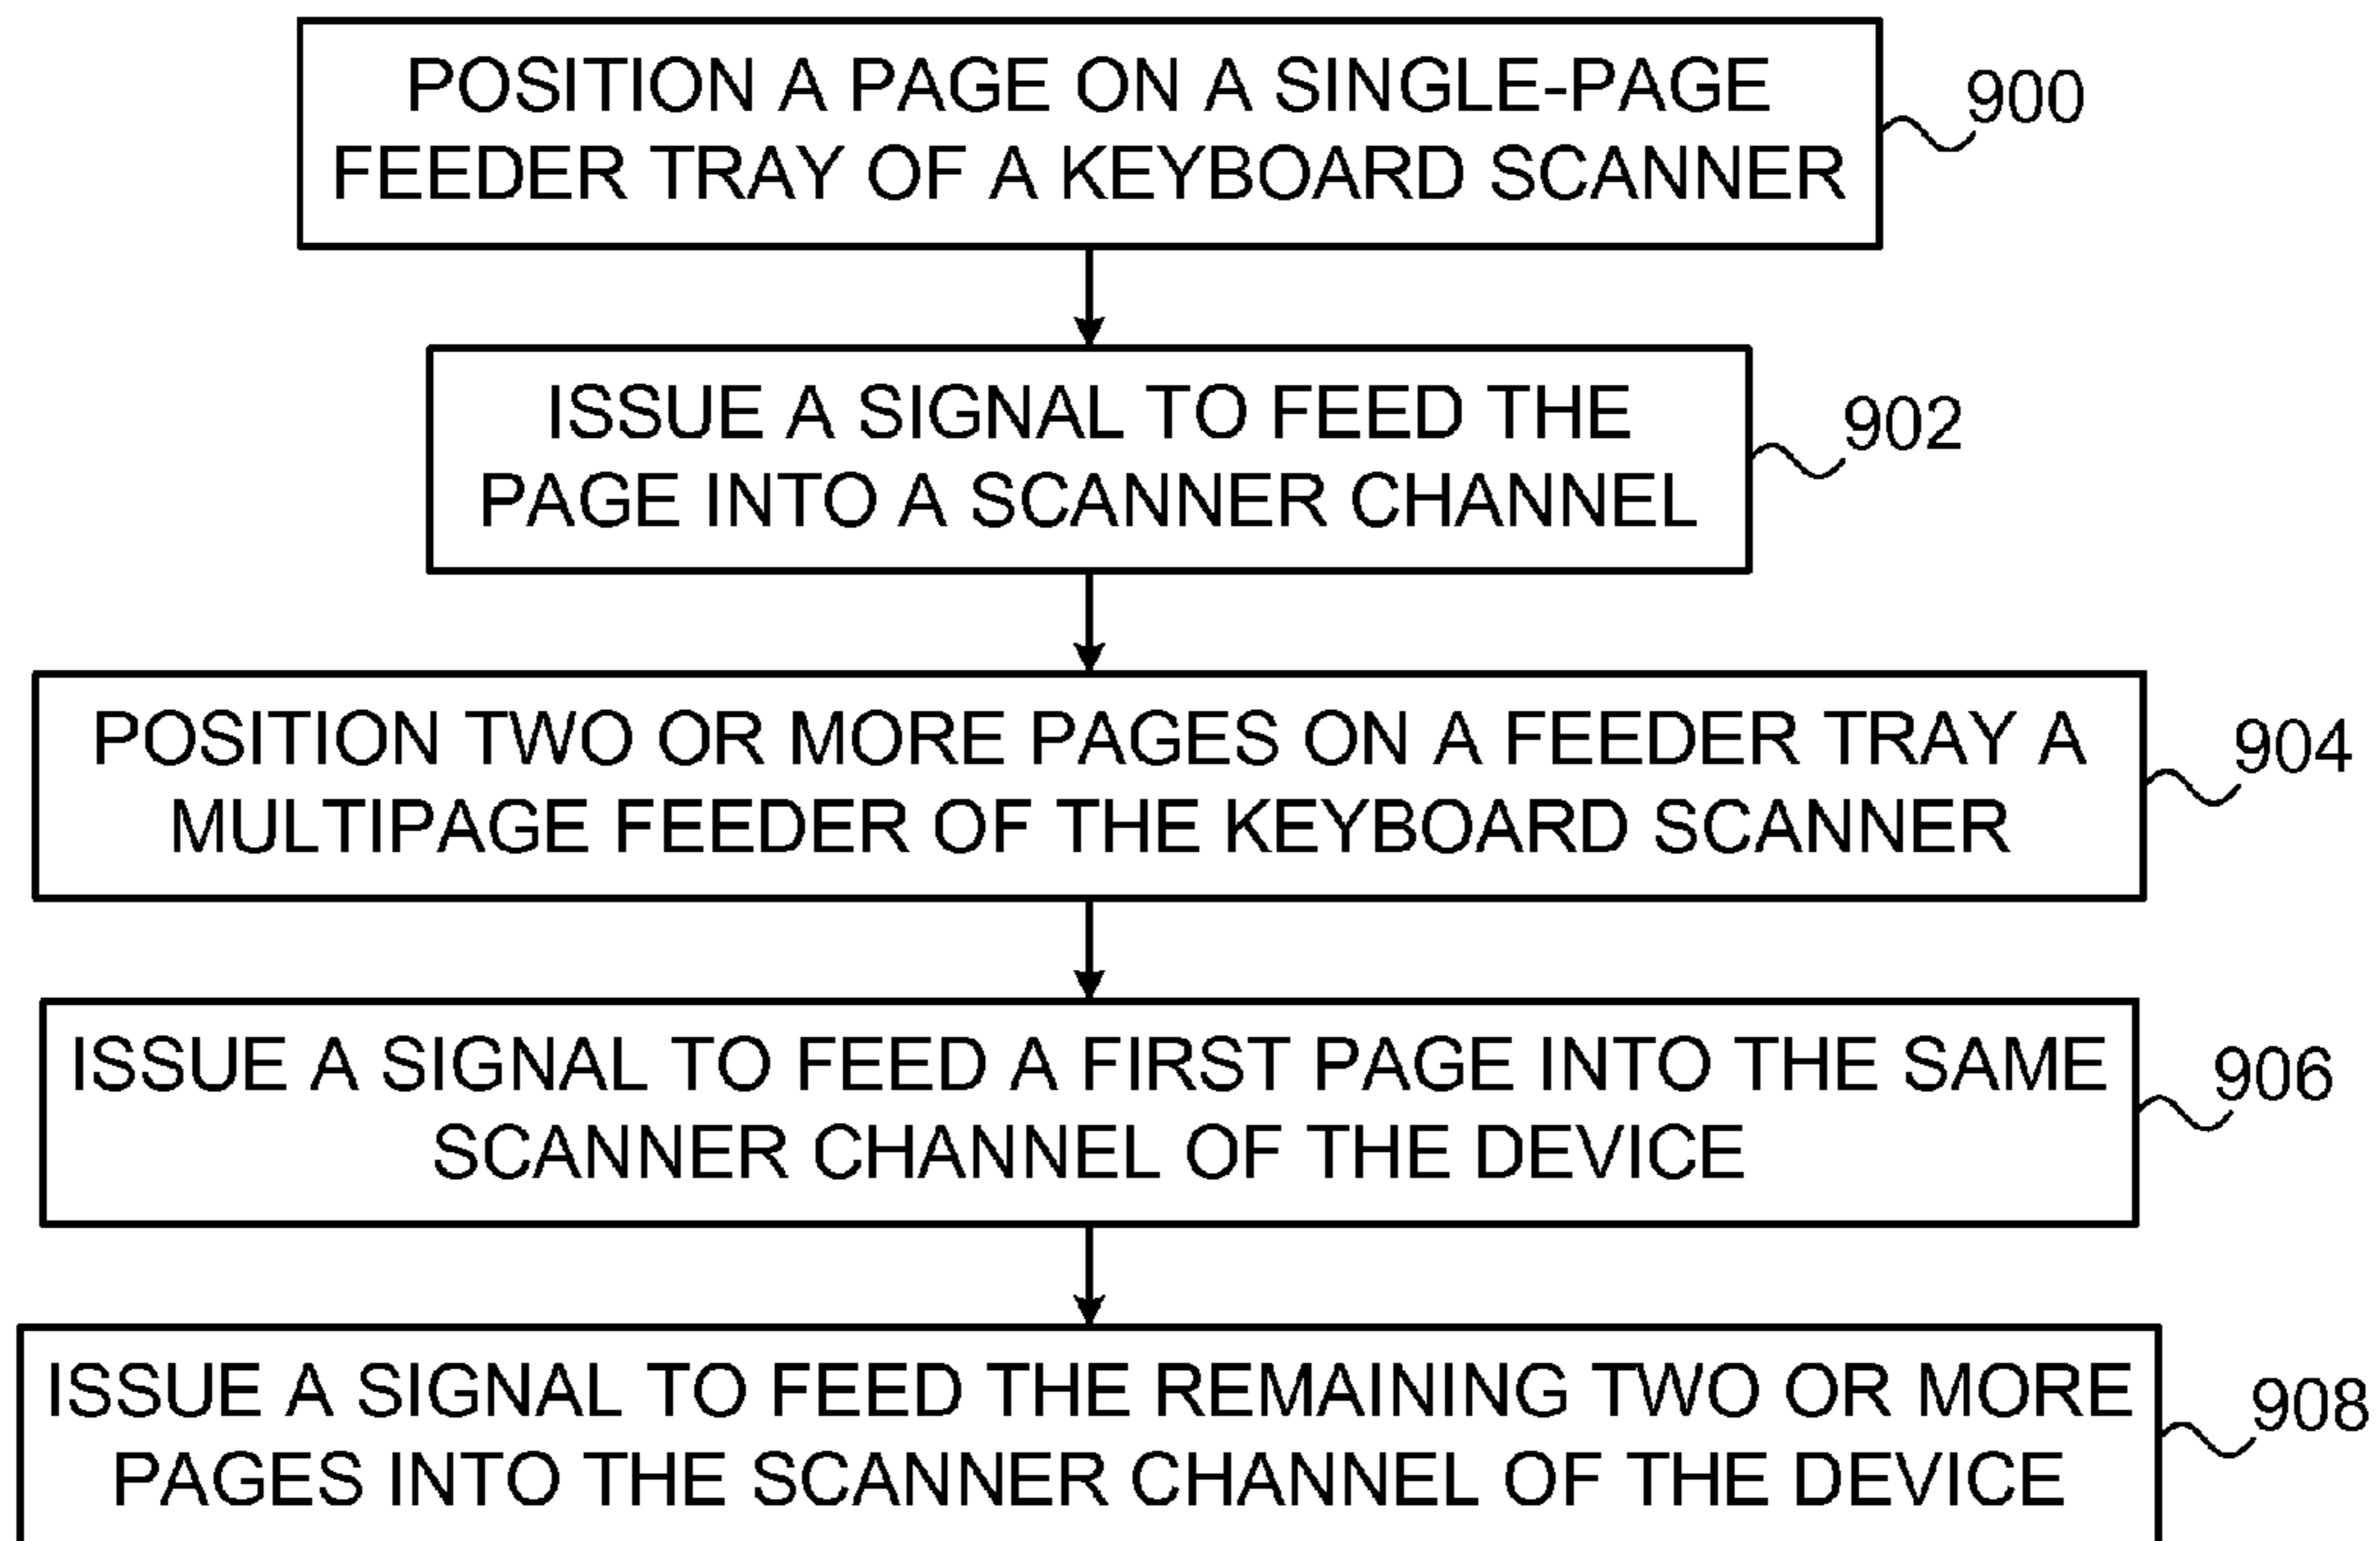 POSITION A PAGE ON A SINGLE-PAGE
FEEDER TRAY OF A KEYBOARD SCANNER
900
ISSUE A SIGNAL TO FEED THE
PAGE INTO A SCANNER CHANNEL
902
POSITION TWO OR MORE PAGES ON A FEEDER TRAY A
MULTIPAGE FEEDER OF THE KEYBOARD SCANNER
904
ISSUE A SIGNAL TO FEED A FIRST PAGE INTO THE SAME
SCANNER CHANNEL OF THE DEVICE
906
ISSUE A SIGNAL TO FEED THE REMAINING TWO OR MORE
PAGES INTO THE SCANNER CHANNEL OF THE DEVICE
908